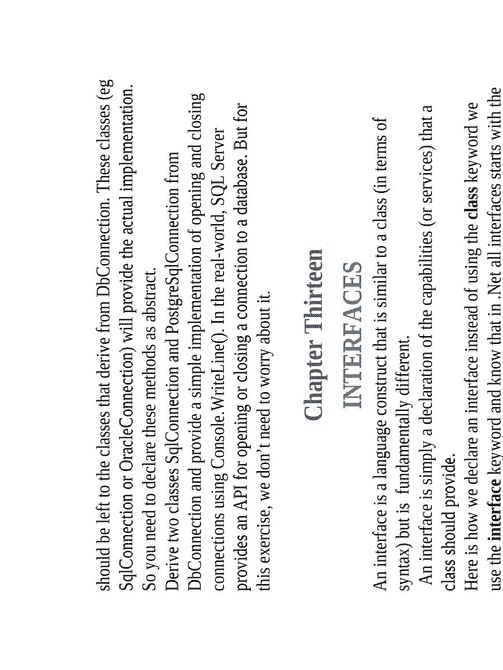 should be left to the classes that derive from DbConnection. These classes (eg
SqlConnection or OracleConnection) will provide the actual implementation.
So you need to declare these methods as abstract.
Derive two classes SqlConnection and PostgreSqlConnection from
DbConnection and provide a simple implementation of opening and closing
connections using Console.WriteLine(). In the real-world, SQL Server
provides an API for opening or closing a connection to a database. But for
this exercise, we don't need to worry about it.
Chapter Thirteen
INTERFACES
An interface is a language construct that is similar to a class (in terms of
syntax) but is fundamentally different.
An interface is simply a declaration of the capabilities (or services) that a
class should provide.
Here is how we declare an interface instead of using the class keyword we
use the interface keyword and know that in .Net all interfaces starts with the